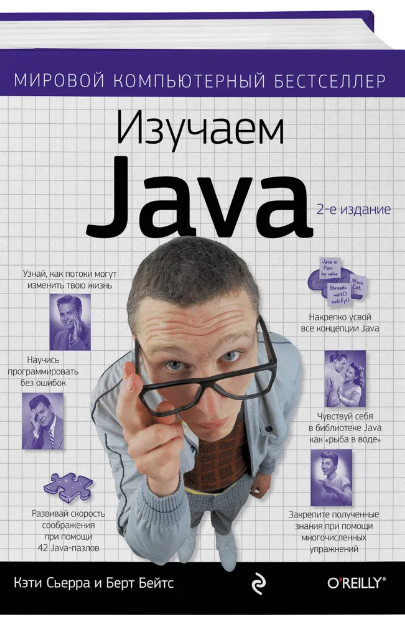 МИРОВОЙ КОМПЬЮТЕРНЫЙ БЕСТСЕЛЛЕР
Изучаем
Java
2-е издание
Узнай, как потоки могут
изменить твою жизнь
Накрепко усвой
все концепции Java
Научись
программировать
без ошибок
Чувствуй себя
в библиотеке Java
как «рыба в воде»
Развивай скорость
соображения
при помощи
42 Java-пазлов
Закрепите полученные
знания при помощи
многочисленных
упражнений
Кэти Сьерра и Берт Бейтс
O'REILLY®